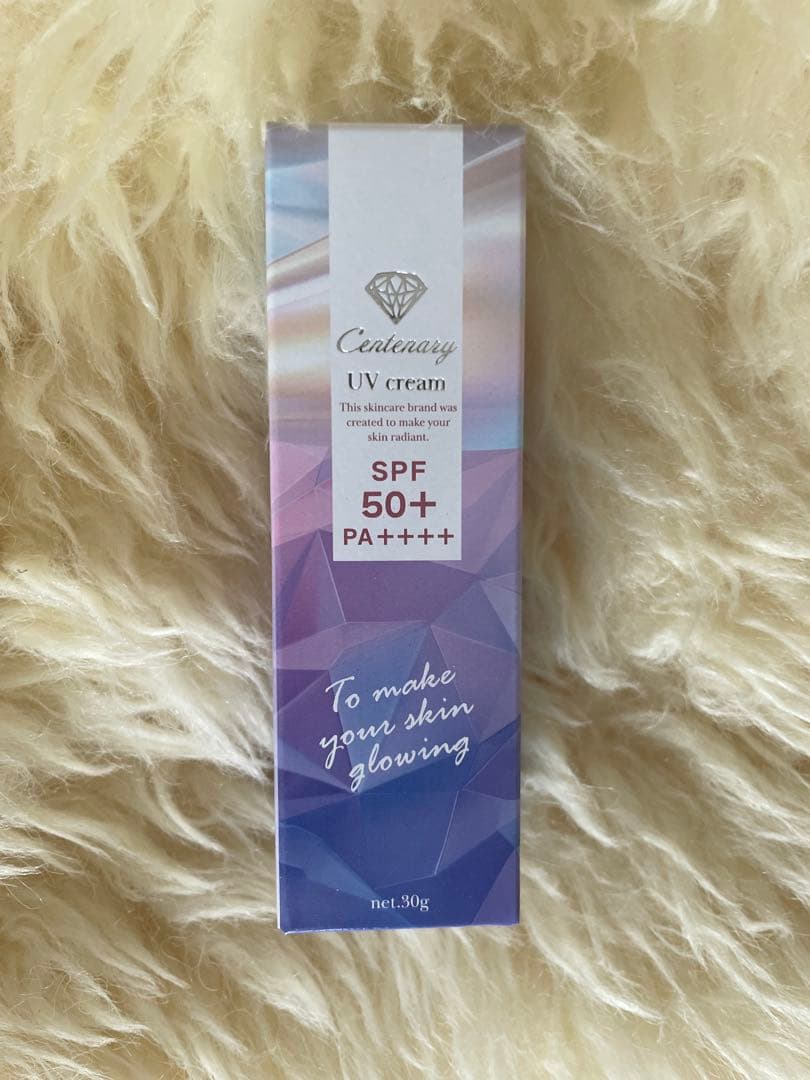 Centenary
UV cream
This skincare brand was
created to make your
skin radiant.
SPF
50+
PA++++
To make
your skin
glowing
net.30g